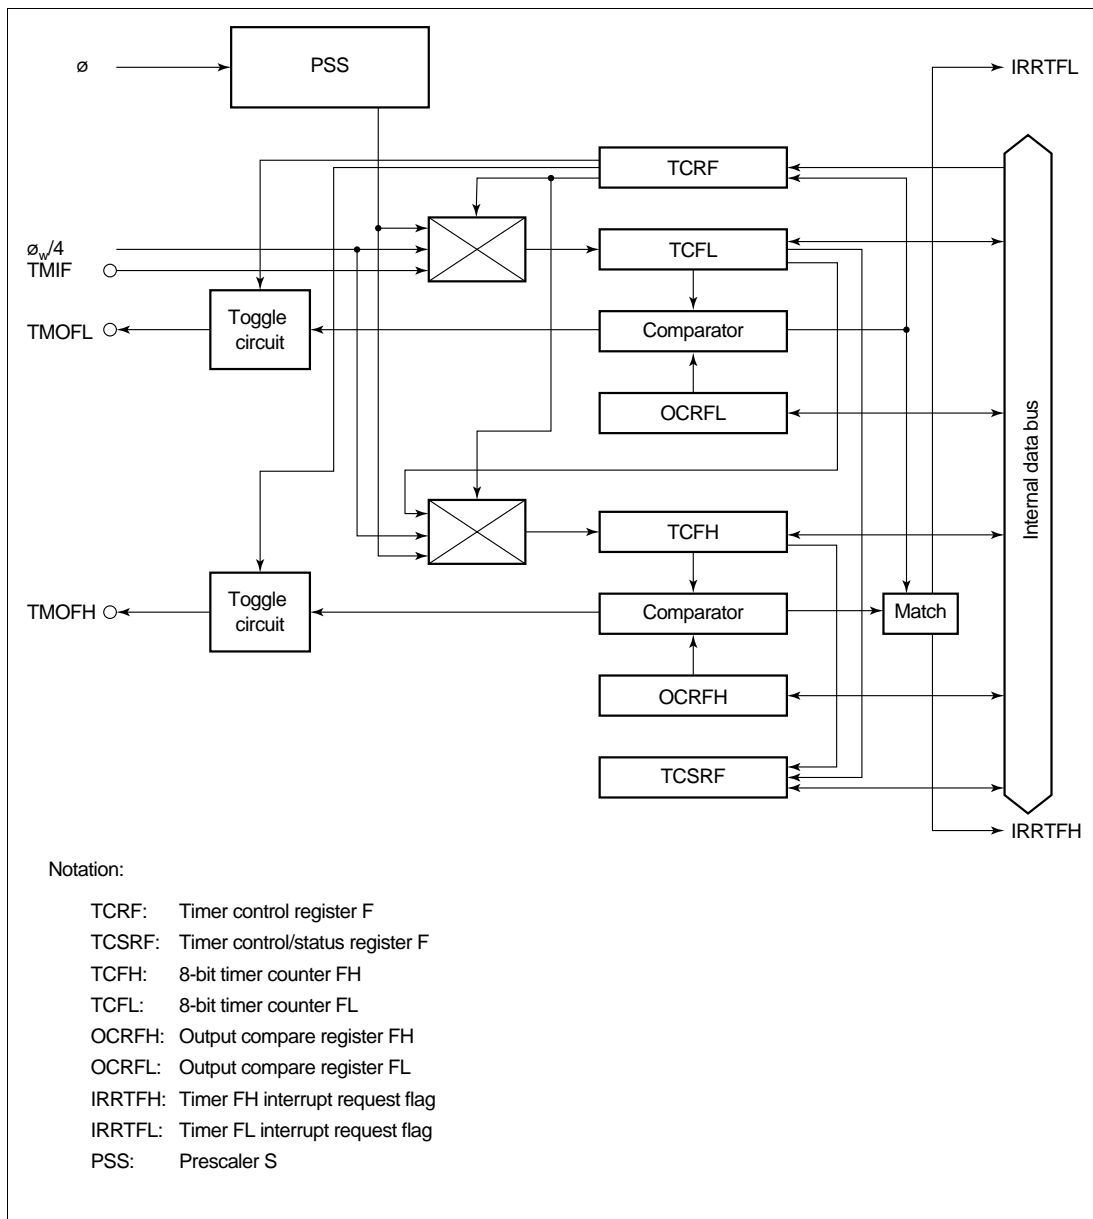 ø
PSS
IRRTFL
TCRF
øw/4
TMIF
TCFL
TMOFL
Toggle
circuit
Comparator
OCRFL
Internal data bus
TCFH
TMOFH
Toggle
circuit
Comparator
Match
OCRFH
TCSRF
IRRTFH
Notation:
TCRF: Timer control register F
TCSRF: Timer control/status register F
TCFH: 8-bit timer counter FH
TCFL: 8-bit timer counter FL
OCRFH: Output compare register FH
OCRFL: Output compare register FL
IRRTFH: Timer FH interrupt request flag
IRRTFL: Timer FL interrupt request flag
PSS: Prescaler S